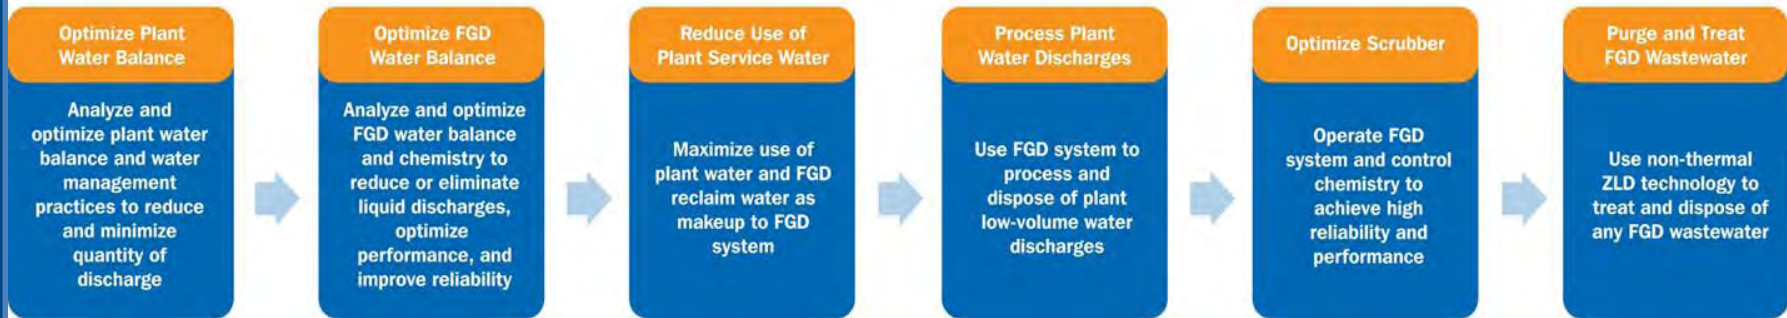 Optimize Plant
Water Balance
Analyze and
optimize plant water
balance and water
management
practices to reduce
and minimize
quantity of
discharge
Optimize FGD
Water Balance
Analyze and optimize
FGD water balance
and chemistry to
reduce or eliminate
liquid discharges,
optimize
performance, and
improve reliability
Reduce Use of
Plant Service Water
Maximize use of
plant water and FGD
reclaim water as
makeup to FGD
system
Process Plant
Water Discharges
Use FGD system to
process and
dispose of plant
low-volume water
discharges
Optimize Scrubber
Operate FGD
system and control
chemistry to
achieve high
reliability and
performance
Purge and Treat
FGD Wastewater
Use non-thermal
ZLD technology to
treat and dispose of
any FGD wastewater